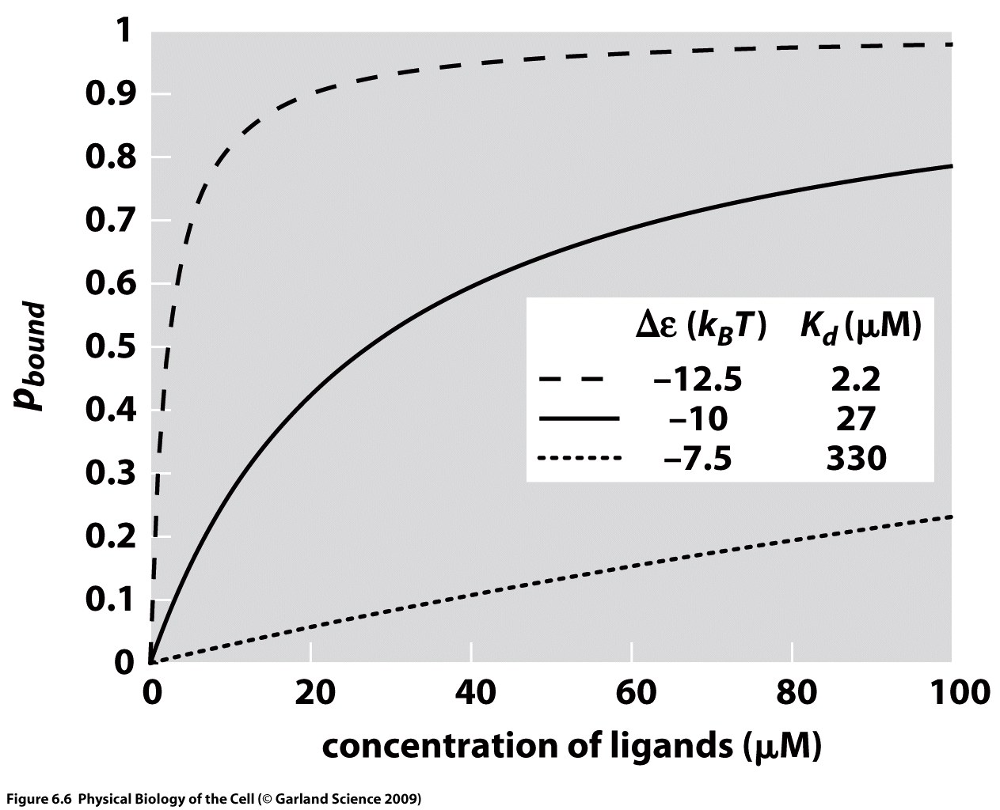 1
0.9
0.8
0.7
0.6
0.5
0.4
0.3
0.2
0.1
0
p_bound
Δε (k_BT) K_d (μM)
–12.5 2.2
–10 27
–7.5 330
0 20 40 60 80 100
concentration of ligands (μM)
Figure 6.6 Physical Biology of the Cell (© Garland Science 2009)